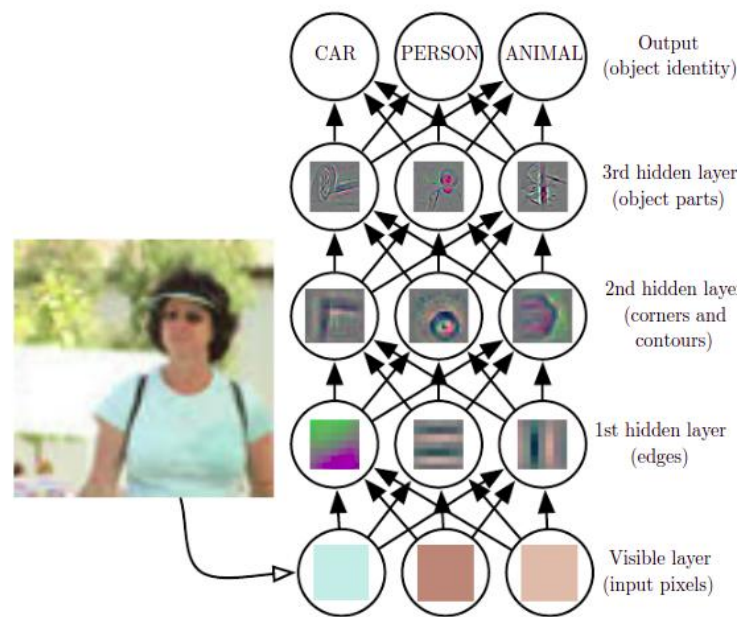 CAR PERSON ANIMAL
Output
(object identity)
3rd hidden layer
(object parts)
2nd hidden layer
(corners and
contours)
1st hidden layer
(edges)
Visible layer
(input pixels)